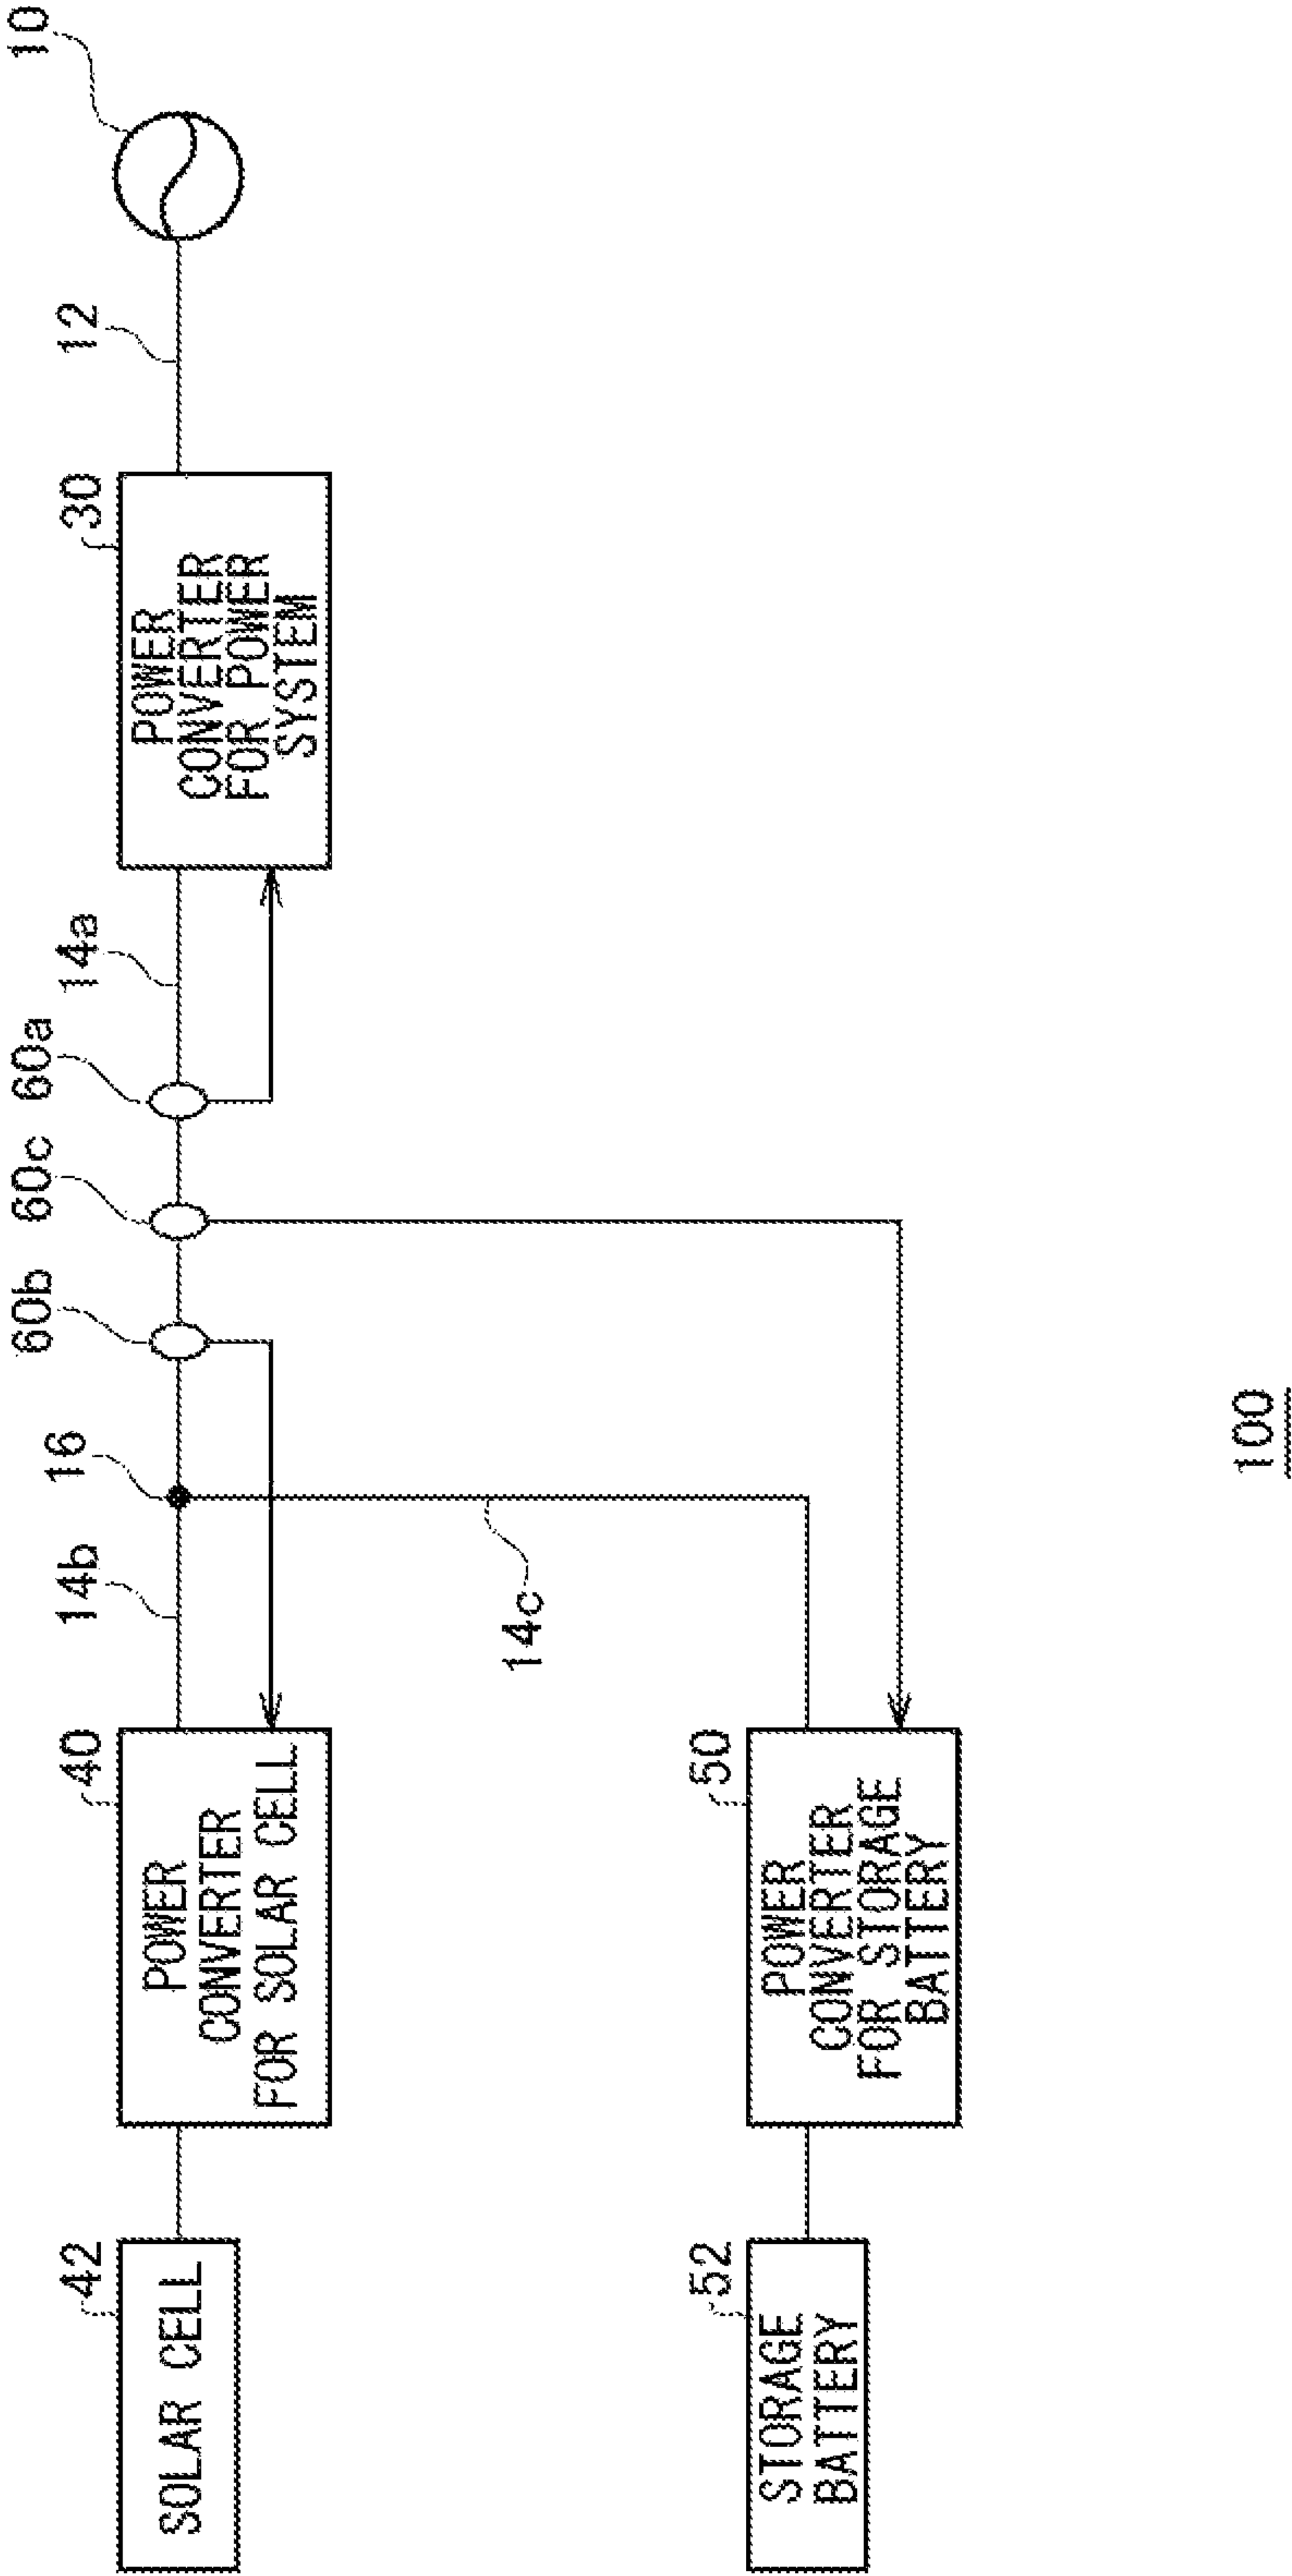 42
SOLAR CELL
40
POWER
CONVERTER
FOR SOLAR CELL
14b
16
60b
60c
60a
14a
30
POWER
CONVERTER
FOR POWER
SYSTEM
12
10
52
STORAGE
BATTERY
50
POWER
CONVERTER
FOR STORAGE
BATTERY
14c
100